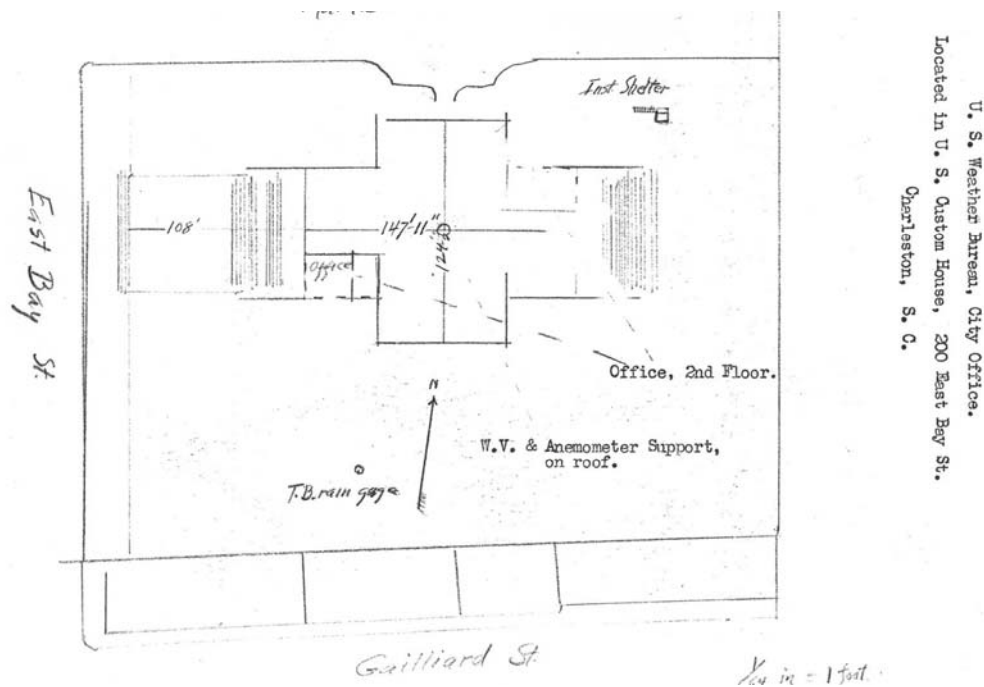 Inst Shelter
108'
147'-11"
124'-2"
Office
East Bay St.
Office, 2nd Floor.
N
W.V. & Anemometer Support,
on roof.
T.B. rain gage
Gailliard St.
1/64 in = 1 foot.
U. S. Weather Bureau, City Office.
Located in U. S. Custom House, 200 East Bay St.
Charleston, S. C.